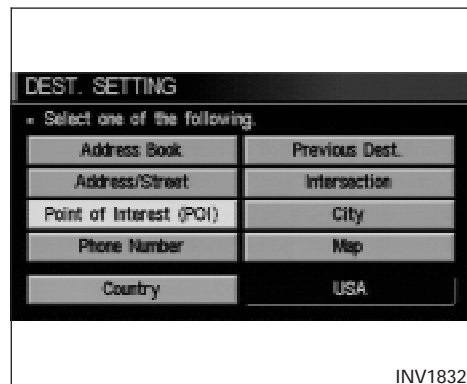 DEST. SETTING
Select one of the following.
Address Book Previous Dest.
Address/Street Intersection
Point of Interest (POI) City
Phone Number Map
Country USA
INV1832